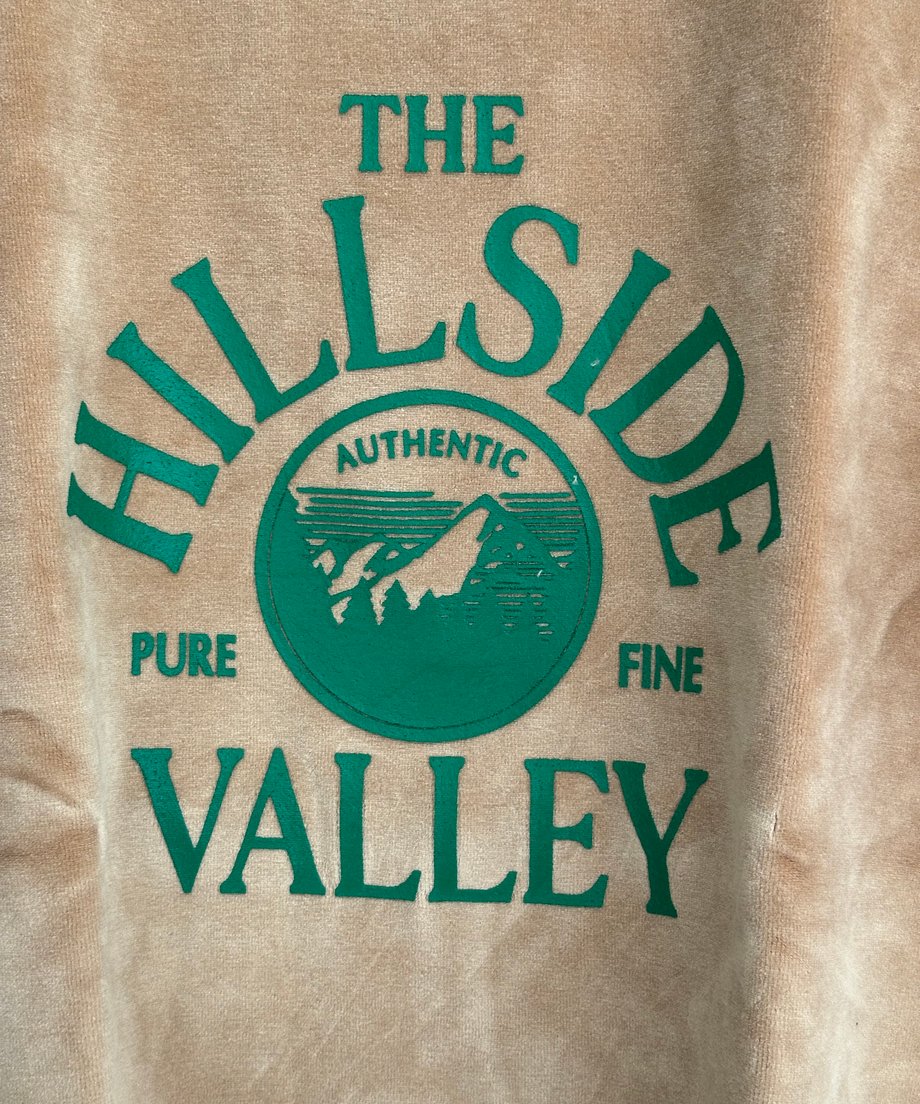 THE
HILLSIDE
AUTHENTIC
PURE FINE
VALLEY